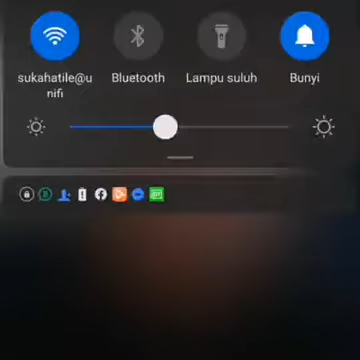 sukahatile@u
nifi
Bluetooth
Lampu suluh
Bunyi